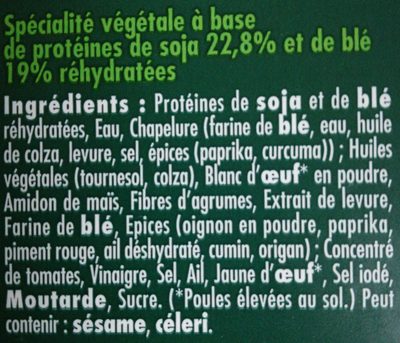 Spécialité végétale à base
de protéines de soja 22,8% et de blé
19% réhydratées
Ingrédients : Protéines de soja et de blé
réhydratées, Eau, Chapelure (farine de blé, eau, huile
de colza, levure, sel, épices (paprika, curcuma)) ; Huiles
végétales (tournesol, colza), Blanc d'œuf* en poudre,
Amidon de maïs, Fibres d'agrumes, Extrait de levure,
Farine de blé, Epices (oignon en poudre, paprika,
piment rouge, ail déshydraté, cumin, origan) ; Concentré
de tomates, Vinaigre, Sel, Ail, Jaune d'œuf*, Sel iodé,
Moutarde, Sucre. (*Poules élevées au sol.) Peut
contenir : sésame, céleri.